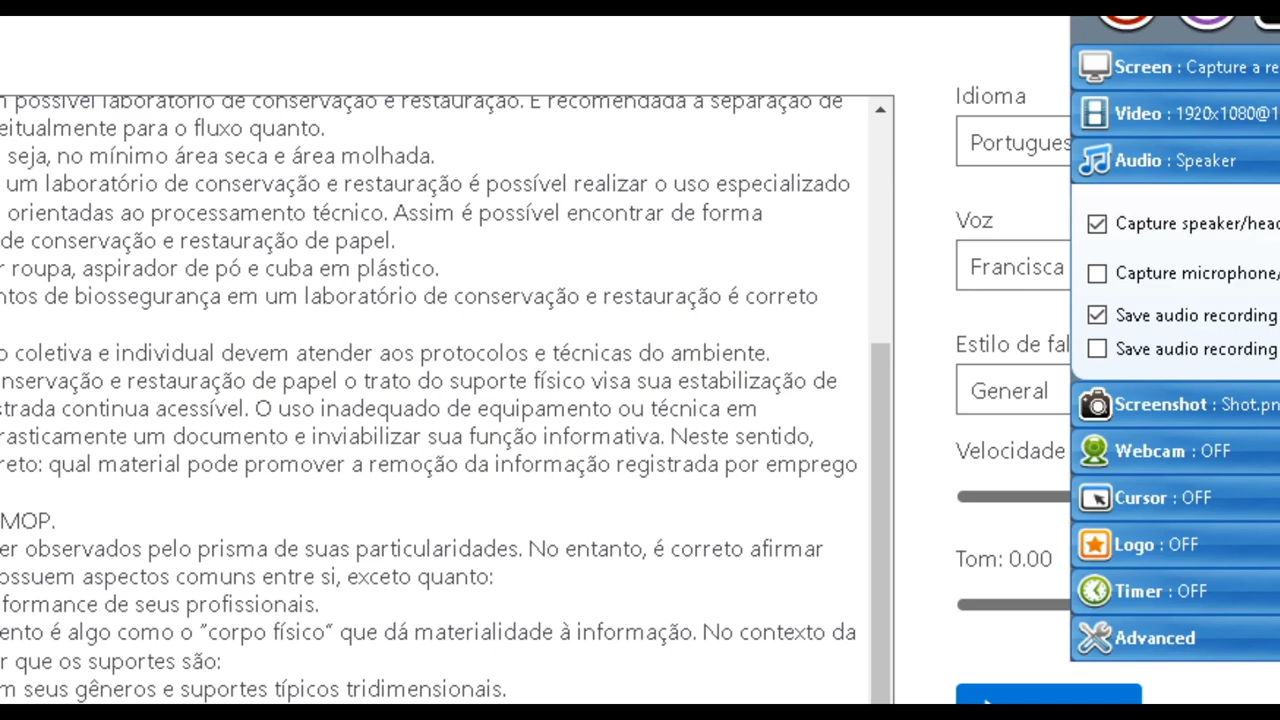 possível laboratório de conservação e restauração. É recomendada a separação de
eitualmente para o fluxo quanto.
seja, no mínimo área seca e área molhada.
um laboratório de conservação e restauração é possível realizar o uso especializado
orientadas ao processamento técnico. Assim é possível encontrar de forma
de conservação e restauração de papel.
r roupa, aspirador de pó e cuba em plástico.
ntos de biossegurança em um laboratório de conservação e restauração é correto
o coletiva e individual devem atender aos protocolos e técnicas do ambiente.
nservação e restauração de papel o trato do suporte físico visa sua estabilização de
strada continua acessível. O uso inadequado de equipamento ou técnica em
rasticamente um documento e inviabilizar sua função informativa. Neste sentido,
reto: qual material pode promover a remoção da informação registrada por emprego
MOP.
er observados pelo prisma de suas particularidades. No entanto, é correto afirmar
ossuem aspectos comuns entre si, exceto quanto:
formance de seus profissionais.
ento é algo como o "corpo físico" que dá materialidade à informação. No contexto da
r que os suportes são:
m seus gêneros e suportes típicos tridimensionais.
Idioma
Portugues
Voz
Francisca
Estilo de fal
General
Velocidade
Tom: 0.00
Screen : Capture a re
Video : 1920x1080@1
Audio : Speaker
Capture speaker/head
Capture microphone/
Save audio recording
Save audio recording
Screenshot : Shot.pn
Webcam : OFF
Cursor : OFF
Logo : OFF
Timer : OFF
Advanced